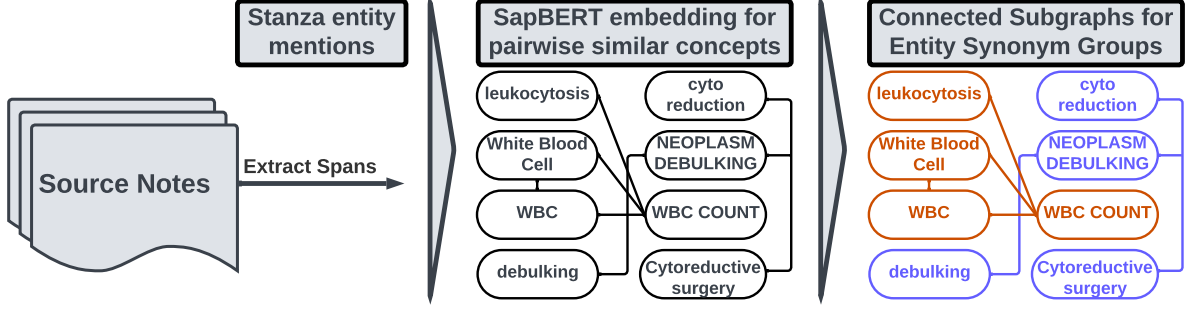 Stanza entity
mentions
Source Notes
Extract Spans
SapBERT embedding for
pairwise similar concepts
leukocytosis
cyto
reduction
White Blood
Cell
NEOPLASM
DEBULKING
WBC
WBC COUNT
debulking
Cytoreductive
surgery
Connected Subgraphs for
Entity Synonym Groups
leukocytosis
cyto
reduction
White Blood
Cell
NEOPLASM
DEBULKING
WBC
WBC COUNT
debulking
Cytoreductive
surgery